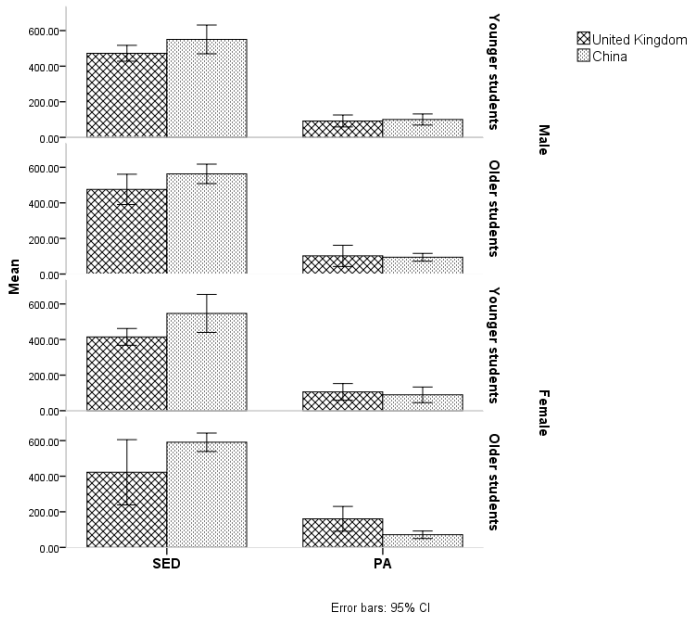 United Kingdom
China
Mean
600.00
400.00
200.00
0.00
Younger students
600.00
400.00
200.00
0.00
Older students
Male
600.00
400.00
200.00
0.00
Younger students
600.00
400.00
200.00
0.00
Older students
Female
SED
PA
Error bars: 95% CI